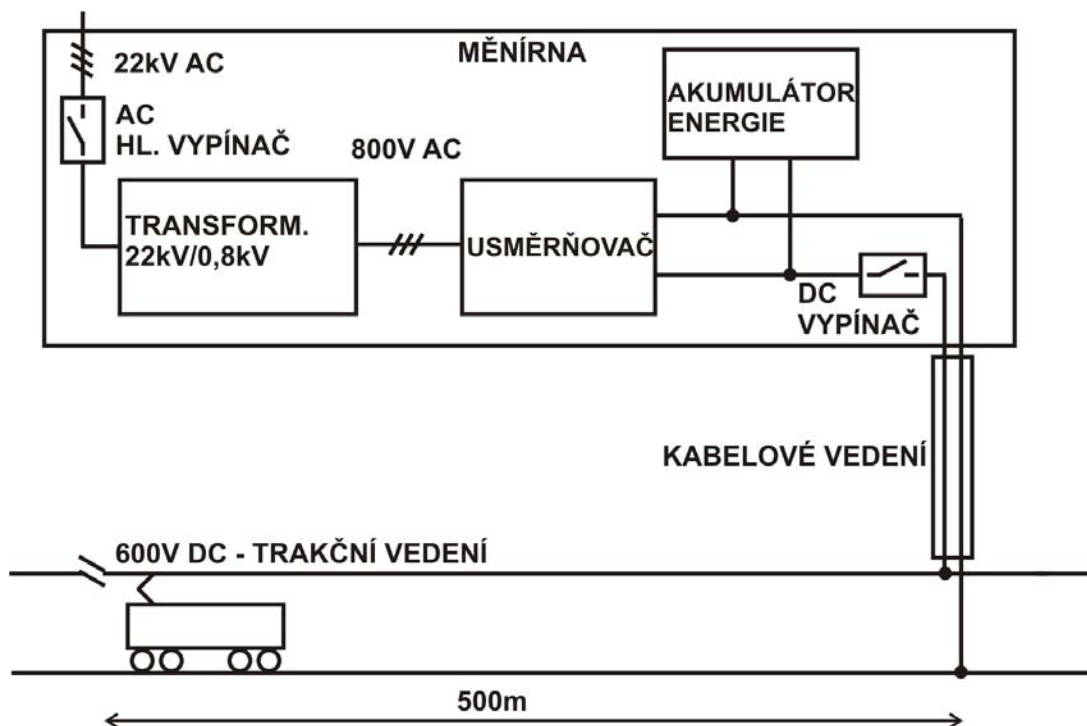 22kV AC
MĚNÍRNA
AC
HL. VYPÍNAČ
800V AC
AKUMULÁTOR
ENERGIE
TRANSFORM.
22kV/0,8kV
USMĚRŇOVAČ
DC
VYPÍNAČ
KABELOVÉ VEDENÍ
600V DC - TRAKČNÍ VEDENÍ
500m